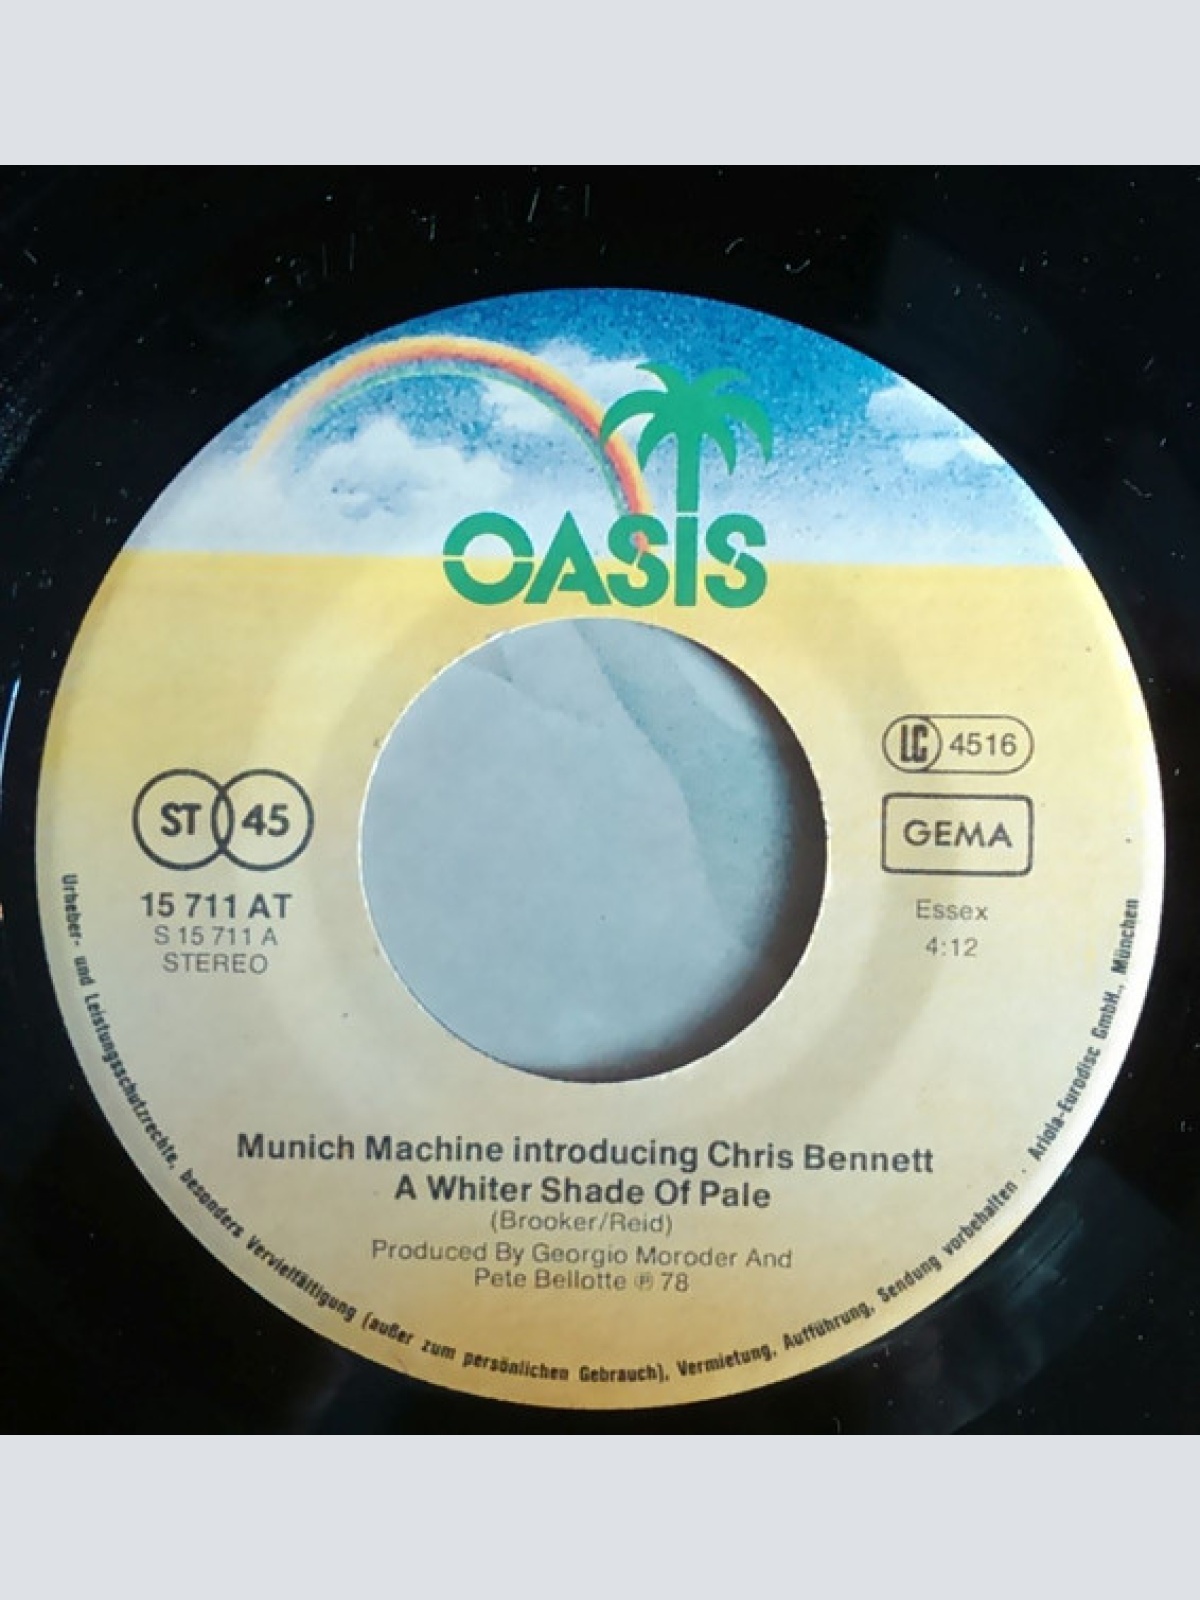 OASIS
ST 45
15 711 AT
S 15 711 A
STEREO
LC 4516
GEMA
Essex
4:12
Munich Machine introducing Chris Bennett
A Whiter Shade Of Pale
(Brooker/Reid)
Produced By Georgio Moroder And
Pete Bellotte ℗ 78
Urheber- und Leistungsschutzrechte, besonders Vervielfältigung (außer zum persönlichen Gebrauch), Vermietung, Aufführung, Sendung vorbehalten · Ariola-Eurodisc GmbH., München